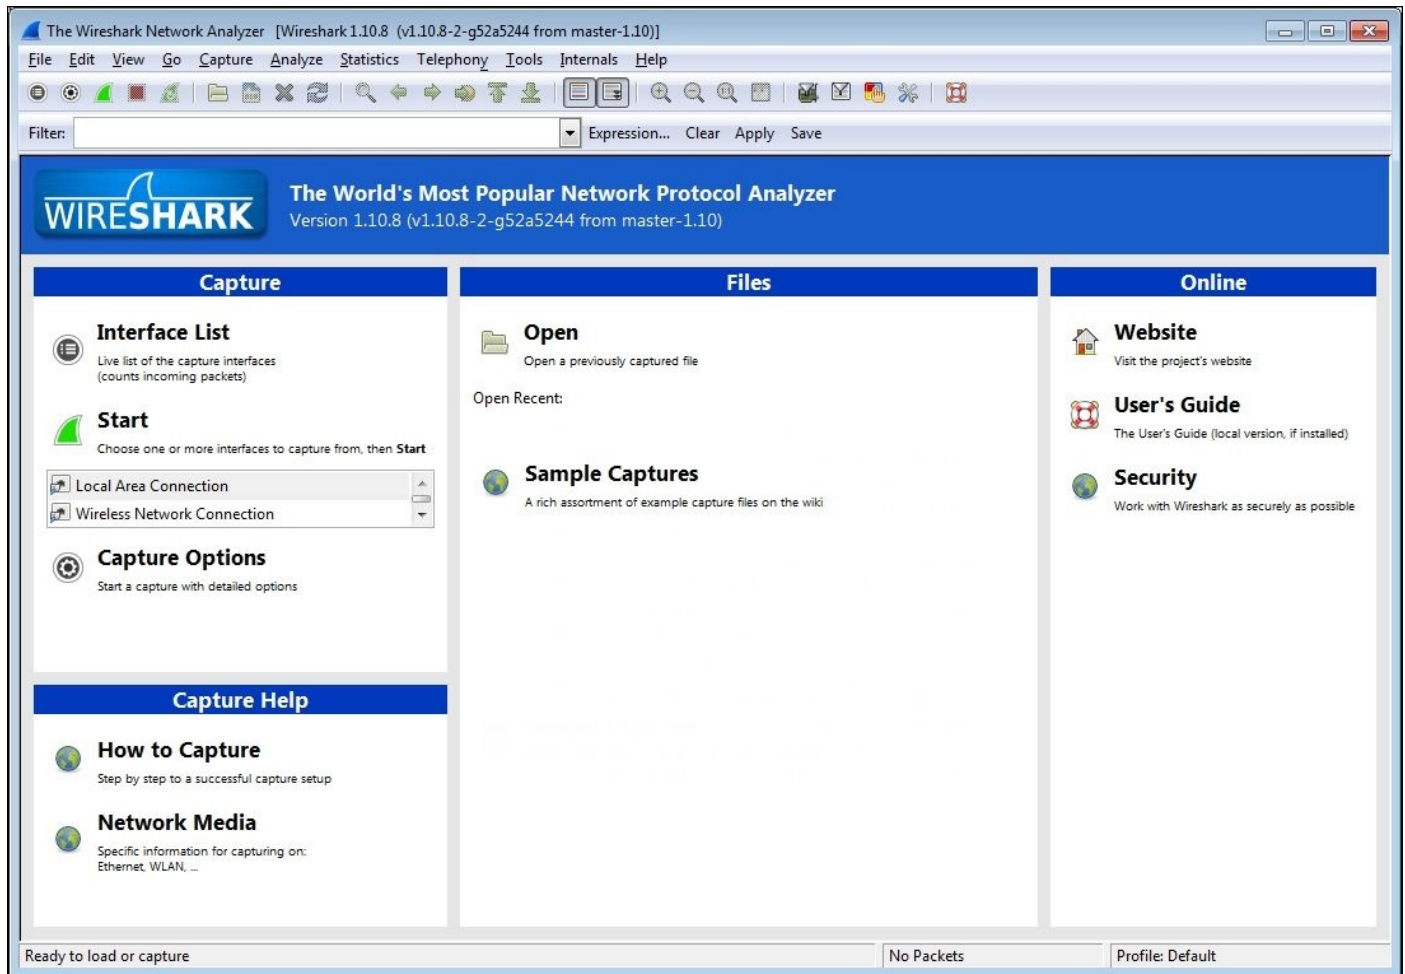 The Wireshark Network Analyzer [Wireshark 1.10.8 (v1.10.8-2-g52a5244 from master-1.10)]
File Edit View Go Capture Analyze Statistics Telephony Tools Internals Help
Filter: Expression... Clear Apply Save
WIRESHARK
The World's Most Popular Network Protocol Analyzer
Version 1.10.8 (v1.10.8-2-g52a5244 from master-1.10)
Capture
Interface List
Live list of the capture interfaces
(counts incoming packets)
Start
Choose one or more interfaces to capture from, then Start
Local Area Connection
Wireless Network Connection
Capture Options
Start a capture with detailed options
Capture Help
How to Capture
Step by step to a successful capture setup
Network Media
Specific information for capturing on:
Ethernet, WLAN, ...
Files
Open
Open a previously captured file
Open Recent:
Sample Captures
A rich assortment of example capture files on the wiki
Online
Website
Visit the project's website
User's Guide
The User's Guide (local version, if installed)
Security
Work with Wireshark as securely as possible
Ready to load or capture
No Packets
Profile: Default